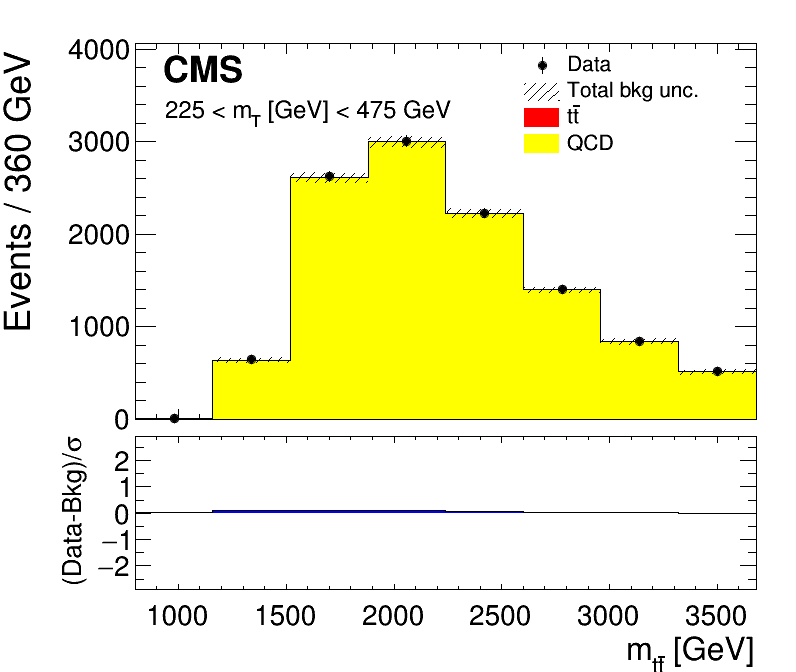 4000
3000
2000
1000
0
Events / 360 GeV
CMS
225 < m_T [GeV] < 475 GeV
Data
Total bkg unc.
tt̄
QCD
2
1
0
−1
−2
(Data-Bkg)/σ
1000 1500 2000 2500 3000 3500
m_tt̄ [GeV]